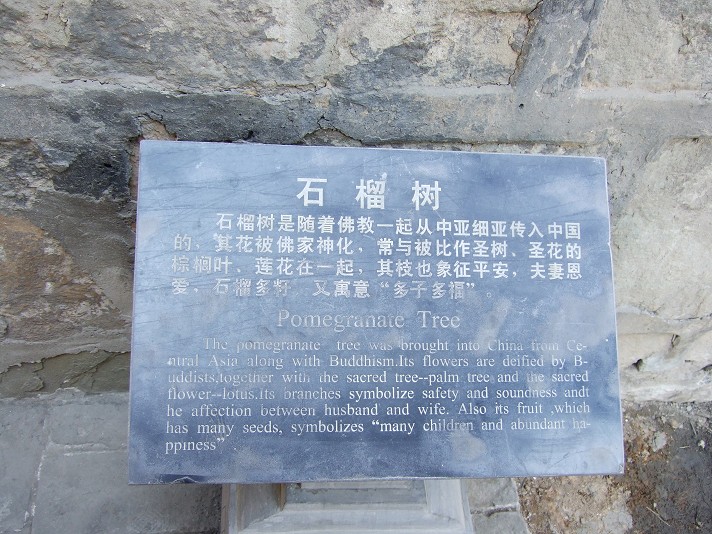 石榴树
石榴树是随着佛教一起从中亚细亚传入中国
的，其花被佛家神化，常与被比作圣树、圣花的
棕榈叶、莲花在一起，其枝也象征平安，夫妻恩
爱，石榴多籽，又寓意“多子多福”。
Pomegranate Tree
The pomegranate tree was brought into China from Ce-
ntral Asia along with Buddhism.Its flowers are deified by B-
uddists,together with the sacred tree--palm tree and the sacred
flower--lotus.its branches symbolize safety and soundness andt
he affection between husband and wife. Also its fruit ,which
has many seeds, symbolizes “many children and abundant ha-
ppiness”